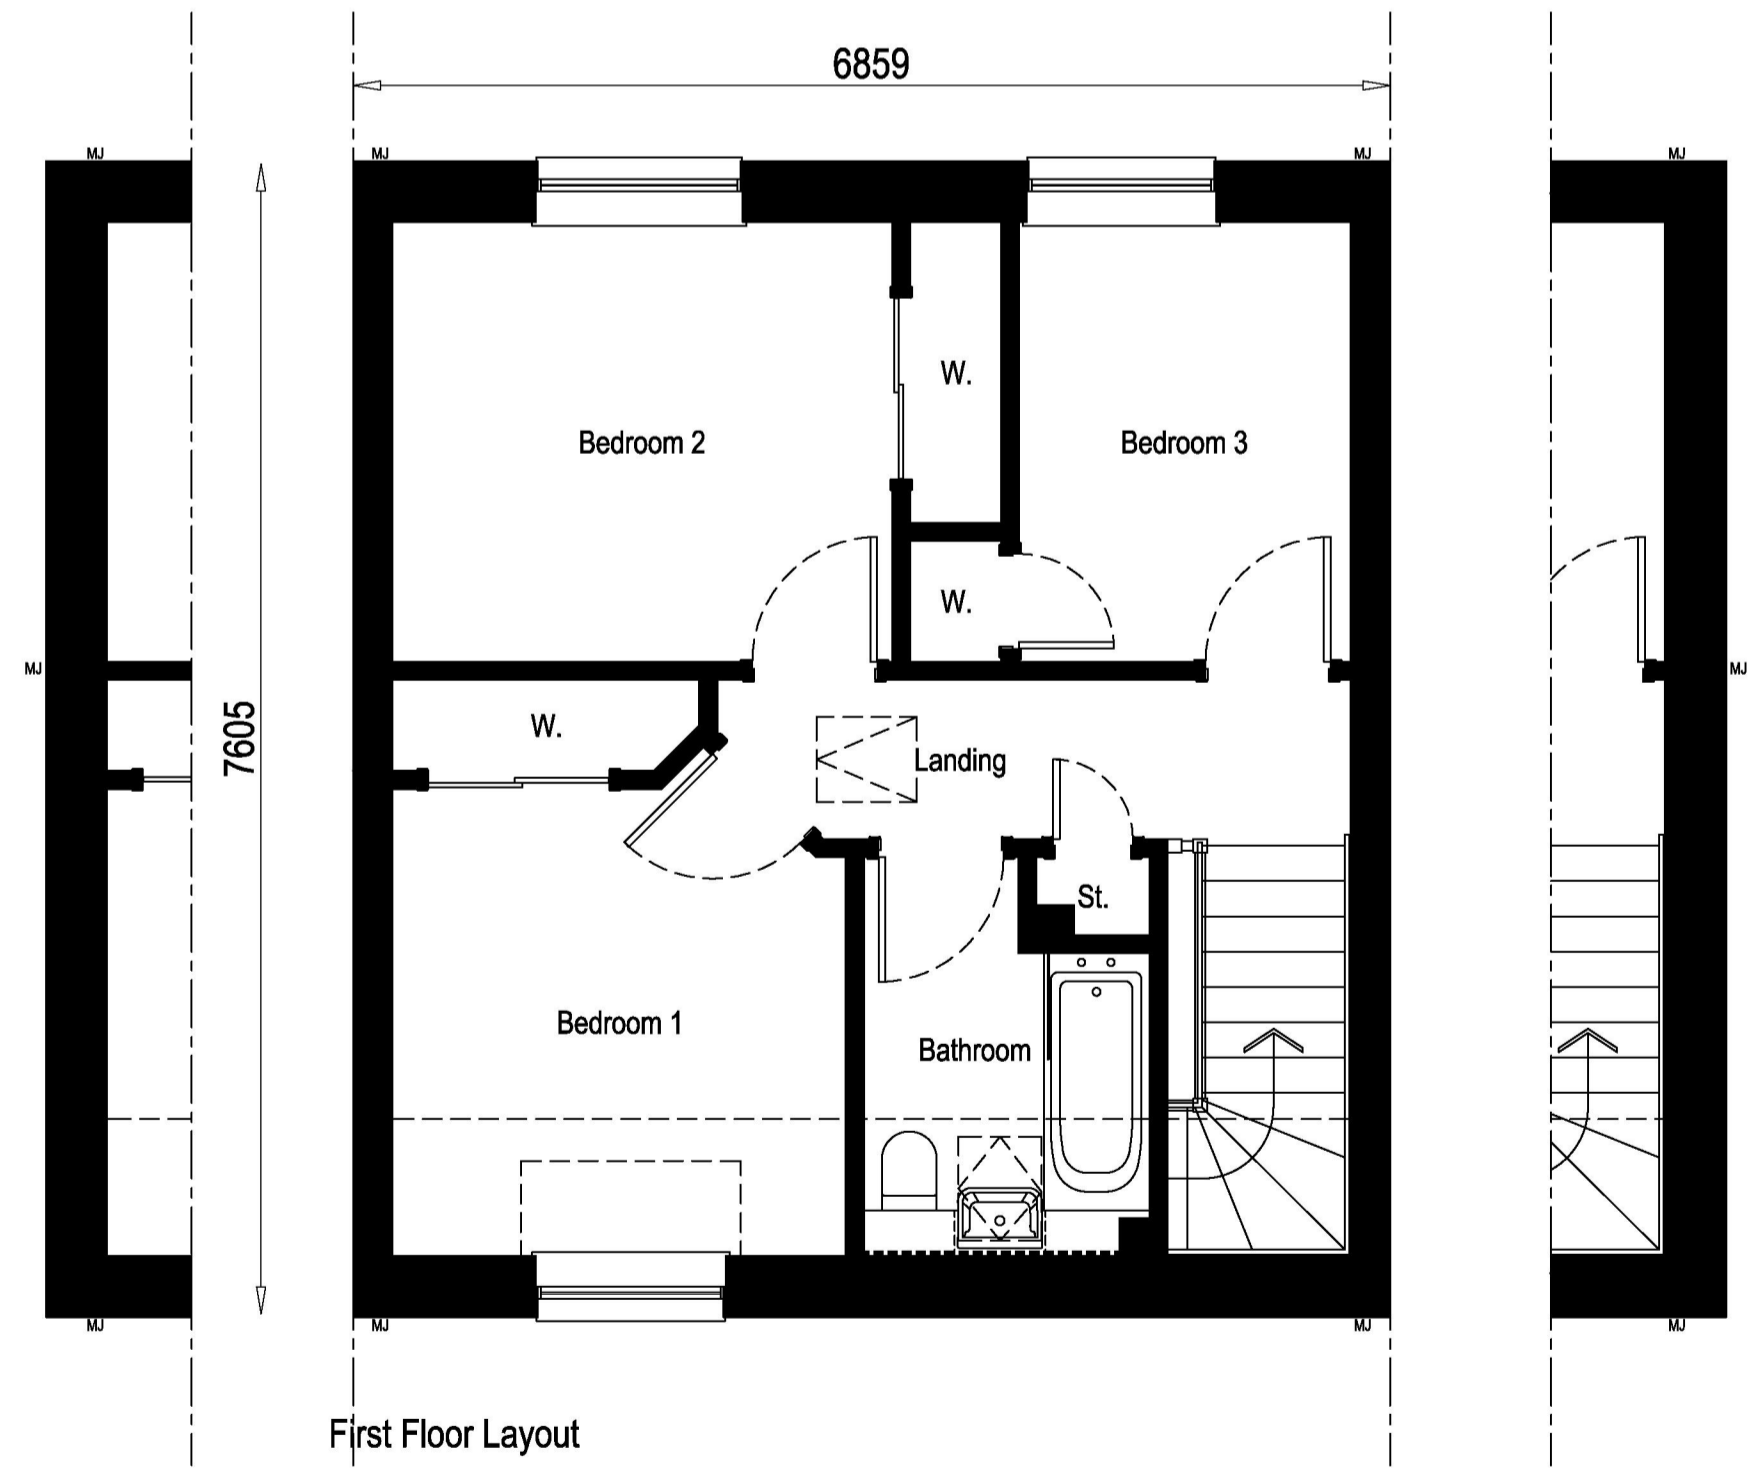 6859
MJ
MJ
MJ
MJ
W.
Bedroom 2
Bedroom 3
W.
MJ
MJ
7605
W.
Landing
St.
Bedroom 1
Bathroom
MJ
MJ
MJ
MJ
First Floor Layout